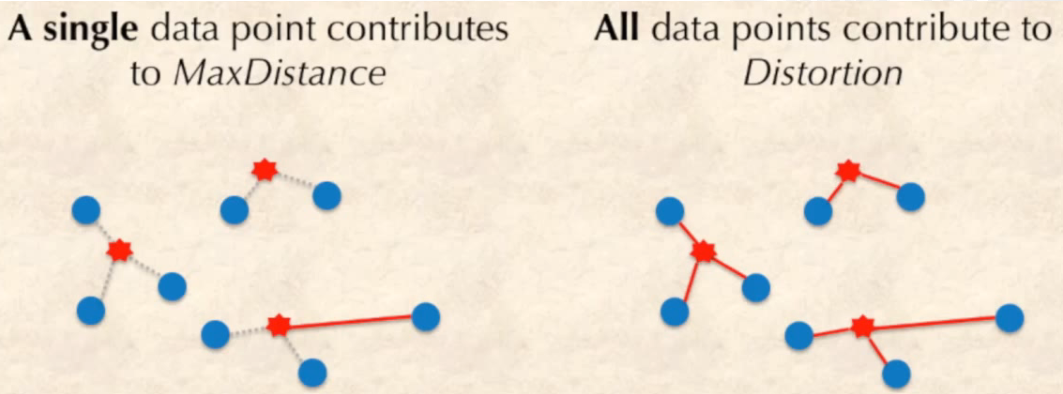 A single data point contributes
to MaxDistance
All data points contribute to
Distortion